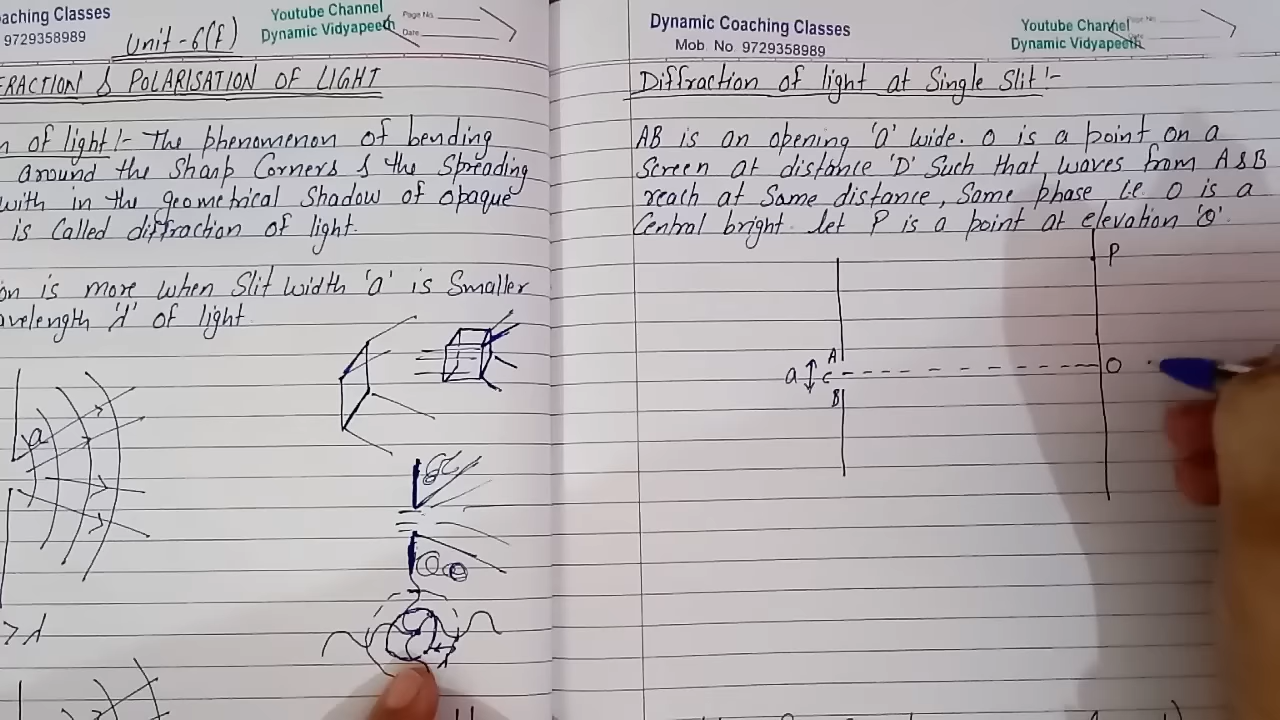 aching Classes
9729358989
Unit-6(f)
Youtube Channel
Dynamic Vidyapeeth
Page No.
Date
RACTION & POLARISATION OF LIGHT
n of light:- The phenomenon of bending
around the Sharp Corners & the Spreading
with in the geometrical Shadow of opaque
is Called diffraction of light.
on is more when Slit width 'a' is Smaller
avelength 'λ' of light.
a
>λ
Dynamic Coaching Classes
Mob. No. 9729358989
Youtube Channel
Dynamic Vidyapeeth
Diffraction of light at Single Slit:-
AB is an opening 'a' wide. O is a point on a
Screen at distance 'D' Such that waves from A & B
reach at Same distance, Same phase, i.e. O is a
Central bright. let P is a point at elevation 'θ'.
P
A
a
C
O
B